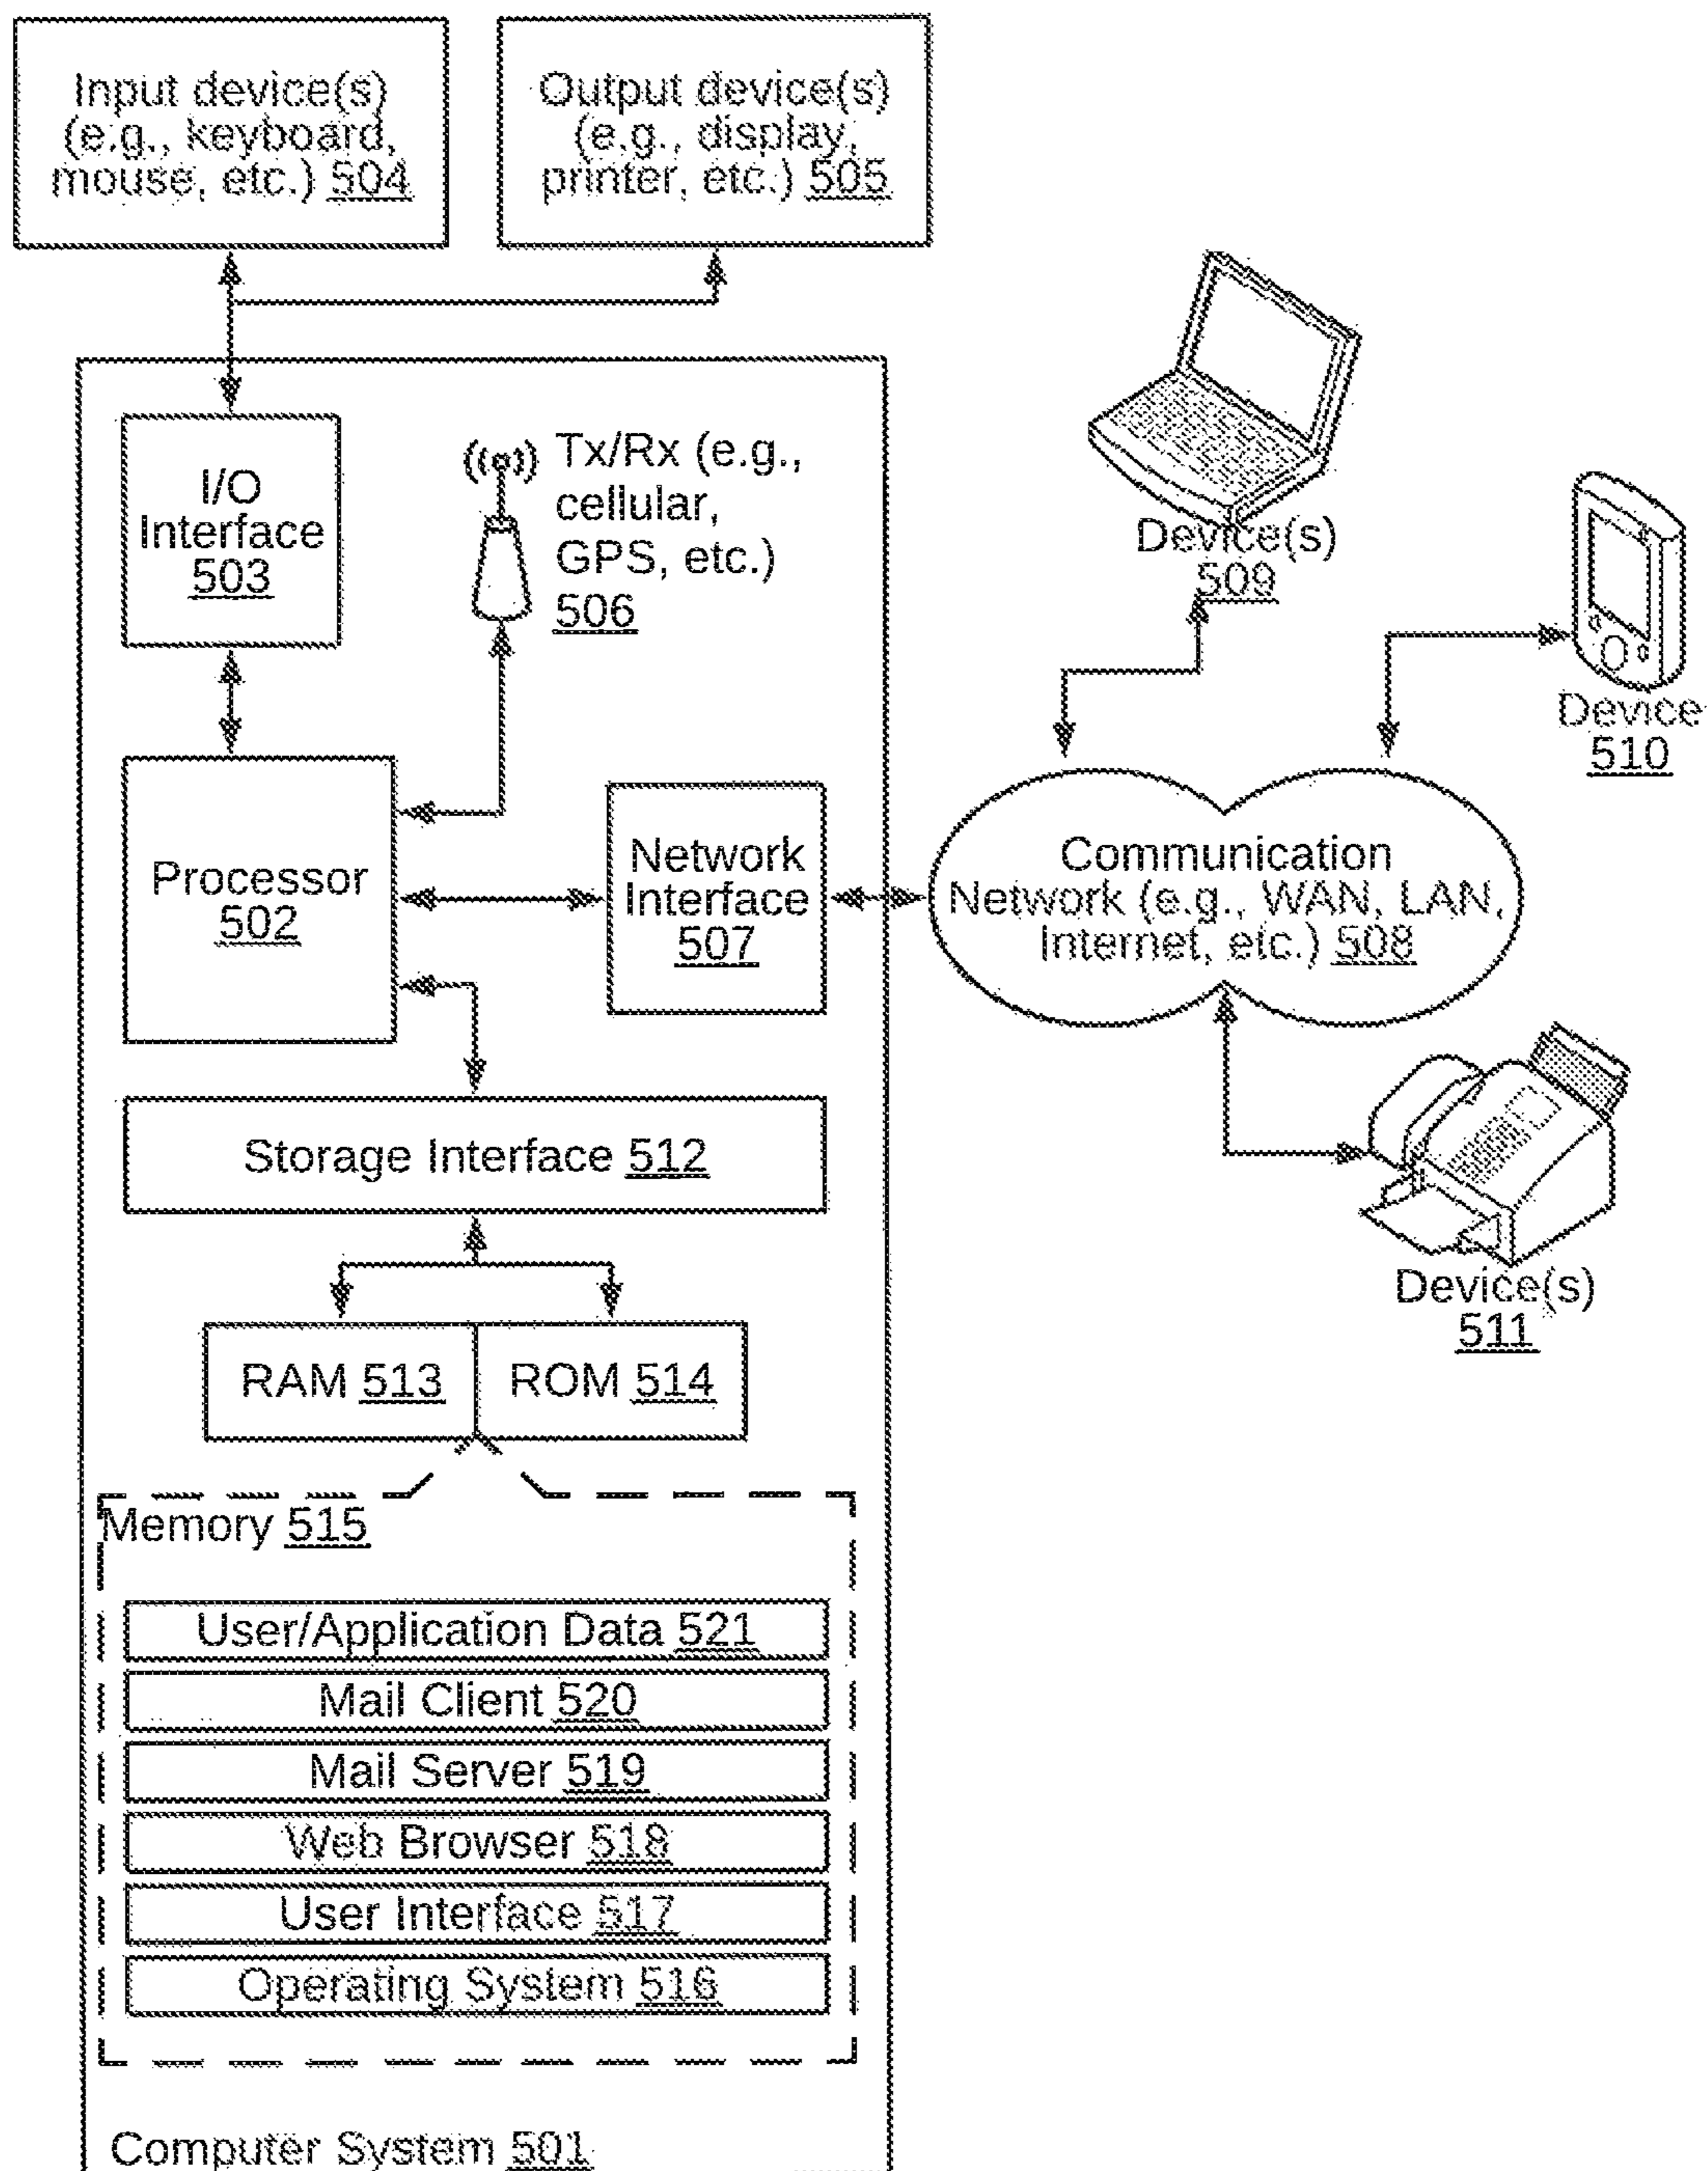 Input device(s)
(e.g., keyboard,
mouse, etc.) 504
Output device(s)
(e.g., display,
printer, etc.) 505
I/O
Interface
503
Tx/Rx (e.g.,
cellular,
GPS, etc.)
506
Device(s)
509
Device
510
Processor
502
Network
Interface
507
Communication
Network (e.g., WAN, LAN,
Internet, etc.) 508
Storage Interface 512
Device(s)
511
RAM 513
ROM 514
Memory 515
User/Application Data 521
Mail Client 520
Mail Server 519
Web Browser 518
User Interface 517
Operating System 516
Computer System 501